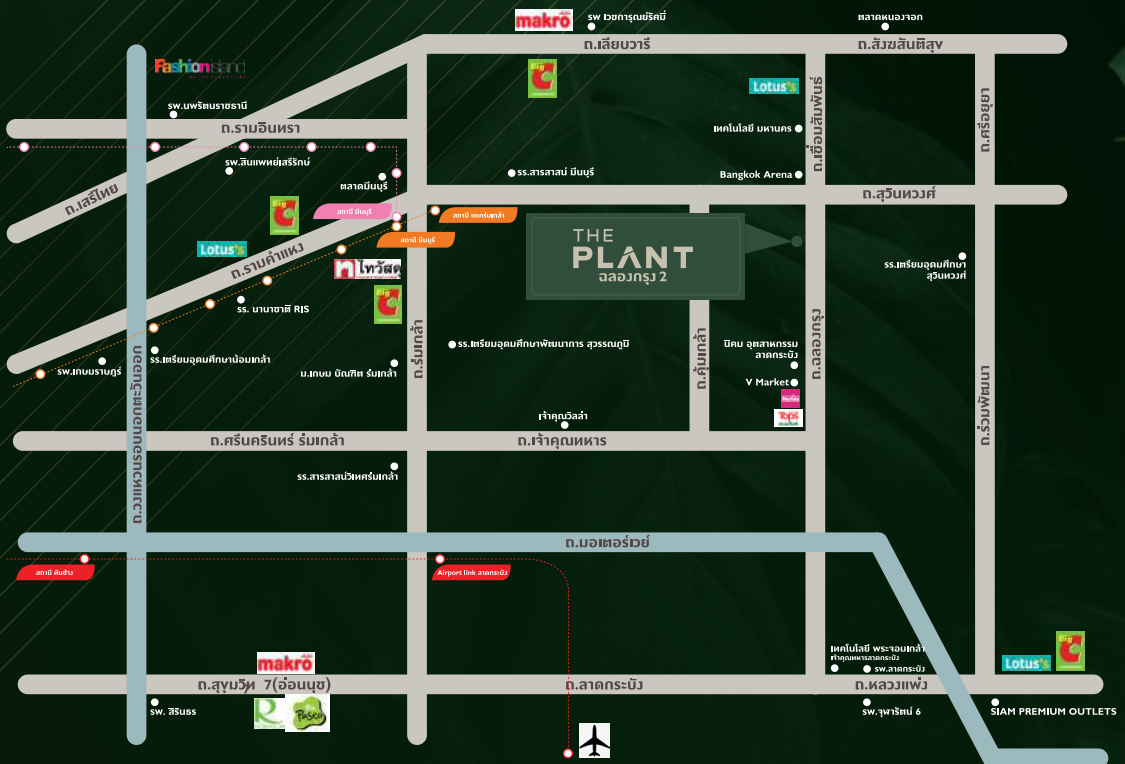 makro
รพ เวชการุณย์รัศมิ์
ตลาดหนองจอก
ถ.เลียบวารี
ถ.สังฆสันติสุข
Fashion island
Big C
Lotus's
รพ.นพรัตนราชธานี
ถ.รามอินทรา
เทคโนโลยี มหานคร
ถ.เชื่อมสัมพันธ์
ถ.ศรีอยุธยา
รพ.สินแพทย์เสรีรักษ์
ตลาดมีนบุรี
รร.สารสาสน์ มีนบุรี
Bangkok Arena
ถ.เสรีไทย
ถ.สุวินทวงศ์
สถานี มีนบุรี
สถานี แยกร่มเกล้า
Big C
สถานี มีนบุรี
THE
PLANT
ฉลองกรุง 2
Lotus's
ถ.รามคำแหง
ไทวัสดุ
รร.เตรียมอุดมศึกษา
สุวินทวงศ์
Big C
รร. นานาชาติ RIS
รพ.เกษมราษฎร์
รร.เตรียมอุดมศึกษาน้อมเกล้า
ม.เกษม บัณฑิต ร่มเกล้า
ถ.ร่มเกล้า
รร.เตรียมอุดมศึกษาพัฒนาการ สุวรรณภูมิ
ถ.คุ้มเกล้า
นิคม อุตสาหกรรม
ลาดกระบัง
ถ.ฉลองกรุง
V Market
Tops
เจ้าคุณวิลล่า
ถ.ร่วมพัฒนา
ถ.ศรีนครินทร์ ร่มเกล้า
ถ.เจ้าคุณทหาร
ถ.วงแหวนรอบนอกตะวันออก
รร.สารสาสน์วิเทศร่มเกล้า
ถ.มอเตอร์เวย์
สถานี ทับช้าง
Airport link ลาดกระบัง
makro
เทคโนโลยี พระจอมเกล้า
เจ้าคุณทหารลาดกระบัง
รพ.ลาดกระบัง
Lotus's
Big C
ถ.สุขุมวิท 7(อ่อนนุช)
ถ.ลาดกระบัง
ถ.หลวงแพ่ง
รพ. สิรินธร
Paseo
รพ.จุฬารัตน์ 6
SIAM PREMIUM OUTLETS